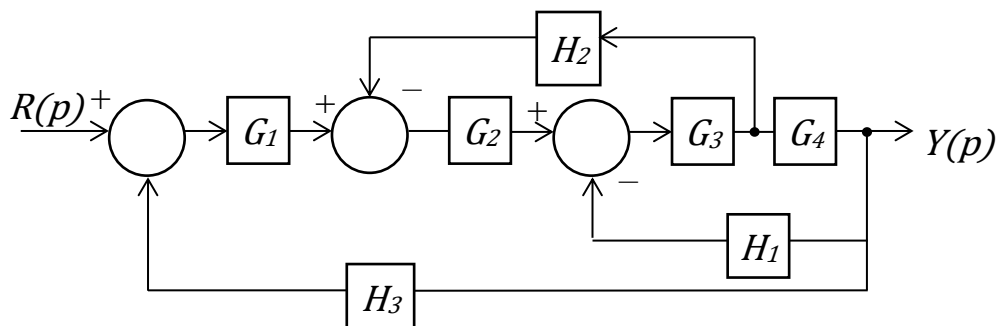 H₂
R(p) + G₁ + − G₂ + G₃ G₄ Y(p)
−
H₁
H₃